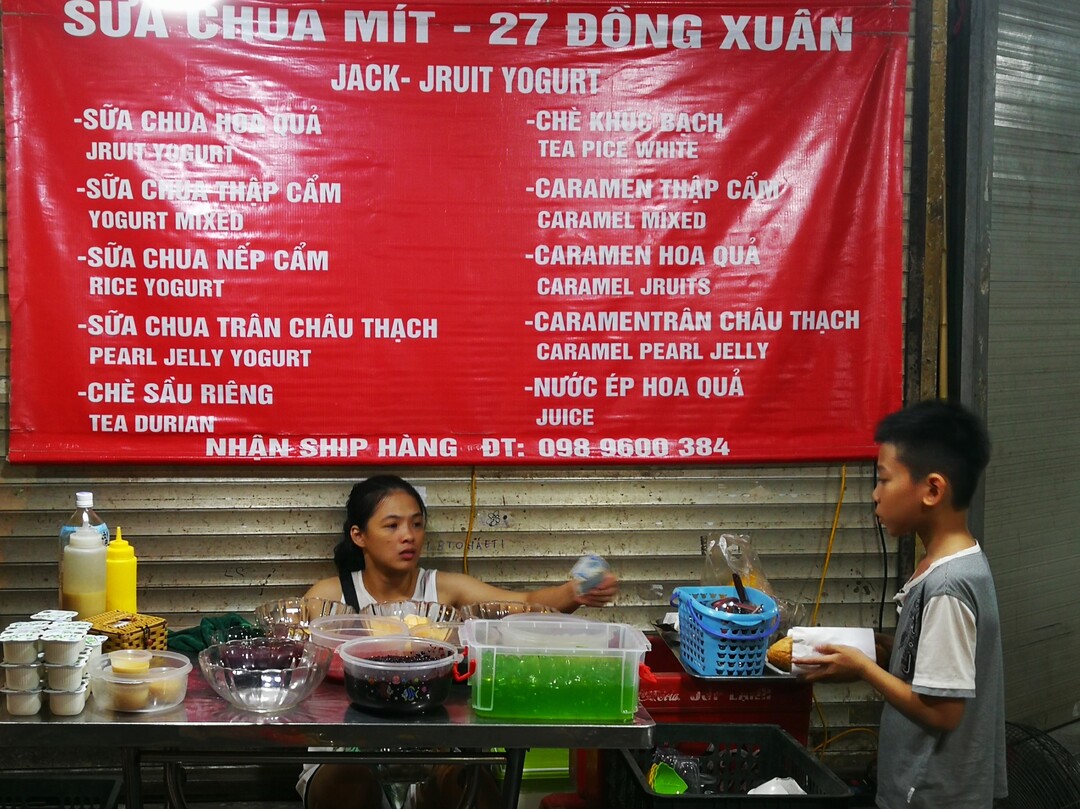 SỮA CHUA MÍT - 27 ĐỒNG XUÂN
JACK- JRUIT YOGURT
-SỮA CHUA HOA QUẢ
JRUIT YOGURT
-SỮA CHUA THẬP CẨM
YOGURT MIXED
-SỮA CHUA NẾP CẨM
RICE YOGURT
-SỮA CHUA TRÂN CHÂU THẠCH
PEARL JELLY YOGURT
-CHÈ SẦU RIÊNG
TEA DURIAN
-CHÈ KHÚC BẠCH
TEA PICE WHITE
-CARAMEN THẬP CẨM
CARAMEL MIXED
-CARAMEN HOA QUẢ
CARAMEL JRUITS
-CARAMENTRÂN CHÂU THẠCH
CARAMEL PEARL JELLY
-NƯỚC ÉP HOA QUẢ
JUICE
NHẬN SHIP HÀNG ĐT: 098 9600 384